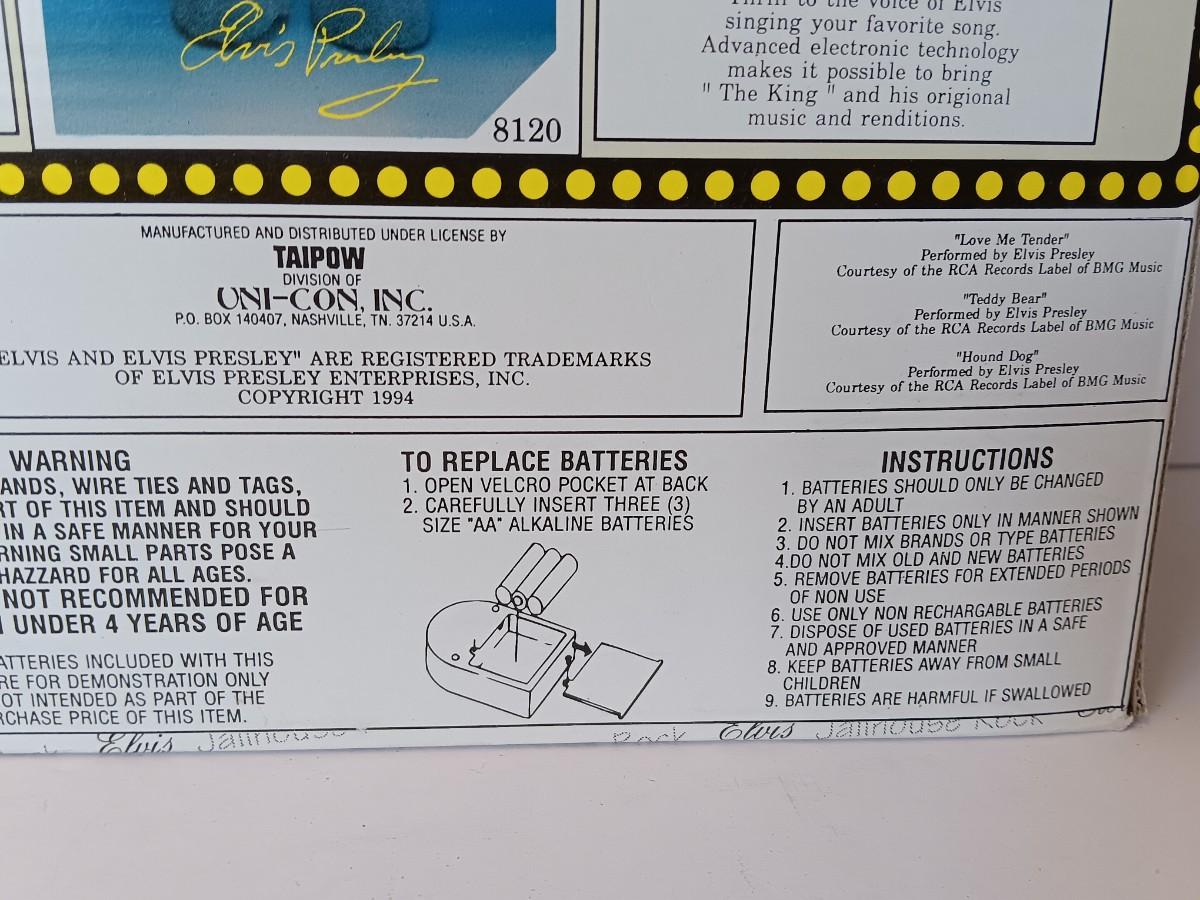 Elvis Presley
8120
Thrill to the voice of Elvis
singing your favorite song.
Advanced electronic technology
makes it possible to bring
" The King " and his origional
music and renditions.
MANUFACTURED AND DISTRIBUTED UNDER LICENSE BY
TAIPOW
DIVISION OF
UNI-CON, INC.
P.O. BOX 140407, NASHVILLE, TN. 37214 U.S.A.
ELVIS AND ELVIS PRESLEY" ARE REGISTERED TRADEMARKS
OF ELVIS PRESLEY ENTERPRISES, INC.
COPYRIGHT 1994
"Love Me Tender"
Performed by Elvis Presley
Courtesy of the RCA Records Label of BMG Music
"Teddy Bear"
Performed by Elvis Presley
Courtesy of the RCA Records Label of BMG Music
"Hound Dog"
Performed by Elvis Presley
Courtesy of the RCA Records Label of BMG Music
WARNING
ANDS, WIRE TIES AND TAGS,
RT OF THIS ITEM AND SHOULD
IN A SAFE MANNER FOR YOUR
RNING SMALL PARTS POSE A
HAZZARD FOR ALL AGES.
NOT RECOMMENDED FOR
UNDER 4 YEARS OF AGE
ATTERIES INCLUDED WITH THIS
RE FOR DEMONSTRATION ONLY
OT INTENDED AS PART OF THE
RCHASE PRICE OF THIS ITEM.
TO REPLACE BATTERIES
1. OPEN VELCRO POCKET AT BACK
2. CAREFULLY INSERT THREE (3)
SIZE "AA" ALKALINE BATTERIES
INSTRUCTIONS
1. BATTERIES SHOULD ONLY BE CHANGED
BY AN ADULT
2. INSERT BATTERIES ONLY IN MANNER SHOWN
3. DO NOT MIX BRANDS OR TYPE BATTERIES
4.DO NOT MIX OLD AND NEW BATTERIES
5. REMOVE BATTERIES FOR EXTENDED PERIODS
OF NON USE
6. USE ONLY NON RECHARGABLE BATTERIES
7. DISPOSE OF USED BATTERIES IN A SAFE
AND APPROVED MANNER
8. KEEP BATTERIES AWAY FROM SMALL
CHILDREN
9. BATTERIES ARE HARMFUL IF SWALLOWED
Elvis Jailhouse Rock Elvis Jailhouse Rock